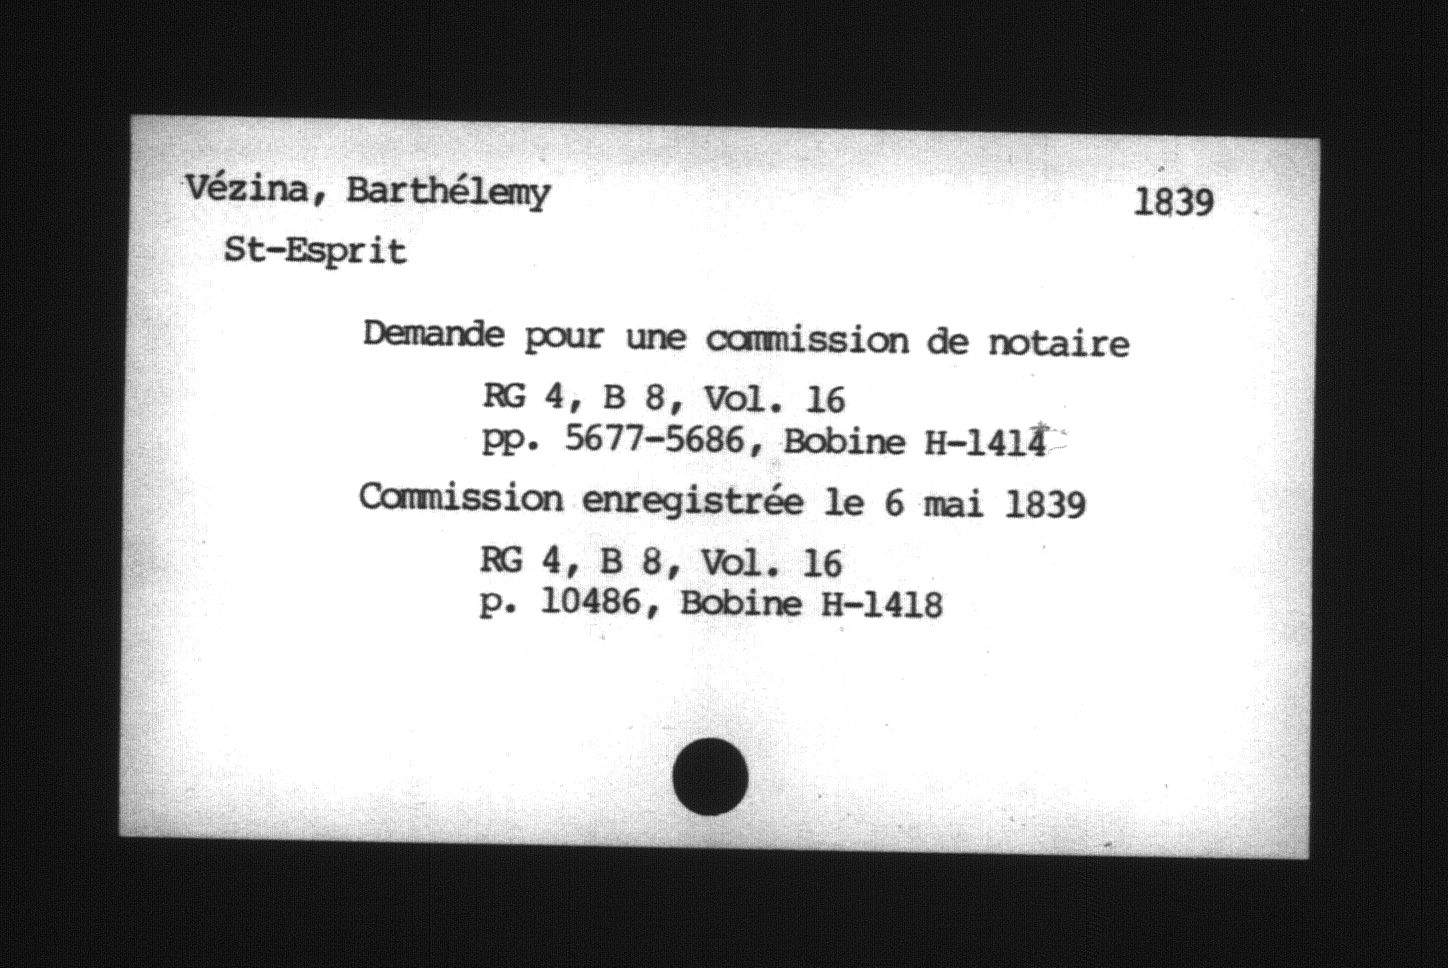 Vézina, Barthélemy 1839
St-Esprit
Demande pour une commission de notaire
RG 4, B 8, Vol. 16
pp. 5677-5686, Bobine H-1414
Commission enregistrée le 6 mai 1839
RG 4, B 8, Vol. 16
p. 10486, Bobine H-1418